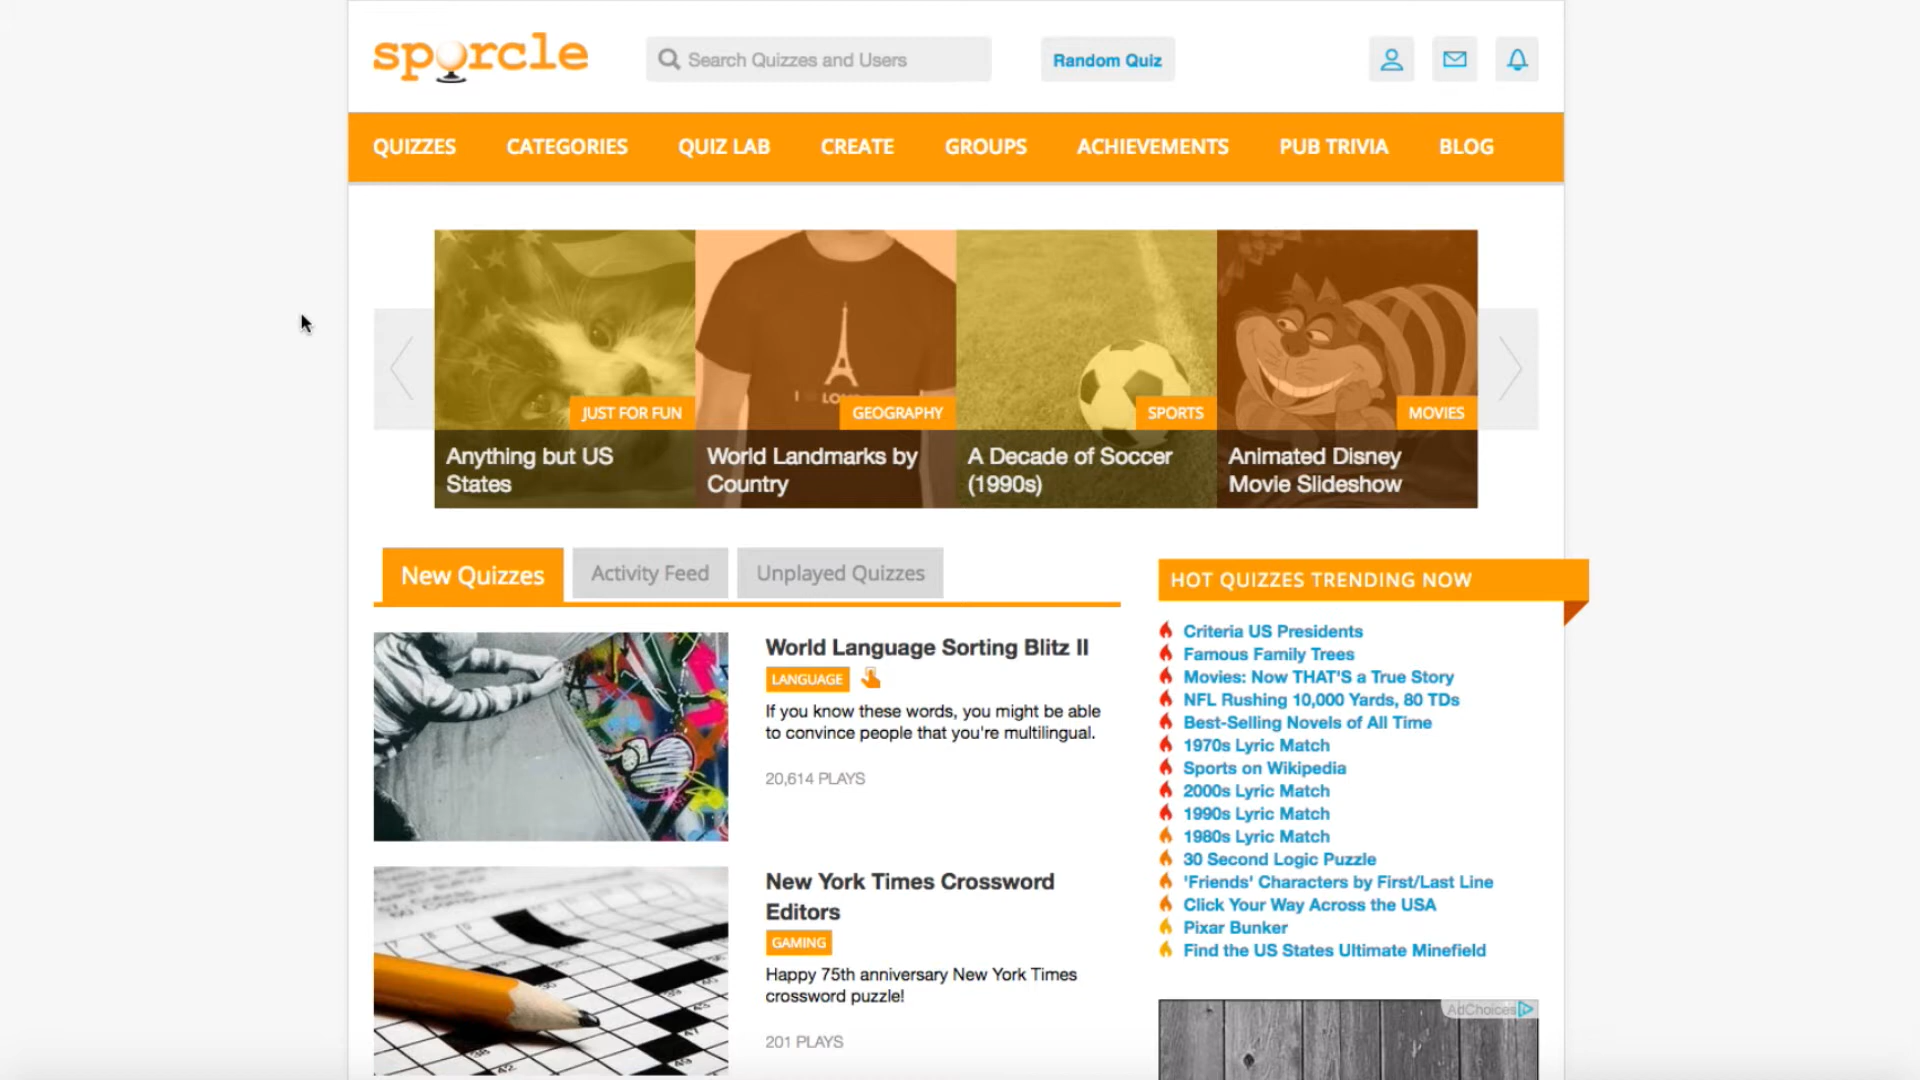 sporcle
Search Quizzes and Users
Random Quiz
QUIZZES
CATEGORIES
QUIZ LAB
CREATE
GROUPS
ACHIEVEMENTS
PUB TRIVIA
BLOG
JUST FOR FUN
Anything but US
States
GEOGRAPHY
World Landmarks by
Country
SPORTS
A Decade of Soccer
(1990s)
MOVIES
Animated Disney
Movie Slideshow
New Quizzes
Activity Feed
Unplayed Quizzes
World Language Sorting Blitz II
LANGUAGE
If you know these words, you might be able
to convince people that you're multilingual.
20,614 PLAYS
New York Times Crossword
Editors
GAMING
Happy 75th anniversary New York Times
crossword puzzle!
201 PLAYS
HOT QUIZZES TRENDING NOW
Criteria US Presidents
Famous Family Trees
Movies: Now THAT'S a True Story
NFL Rushing 10,000 Yards, 80 TDs
Best-Selling Novels of All Time
1970s Lyric Match
Sports on Wikipedia
2000s Lyric Match
1990s Lyric Match
1980s Lyric Match
30 Second Logic Puzzle
'Friends' Characters by First/Last Line
Click Your Way Across the USA
Pixar Bunker
Find the US States Ultimate Minefield
AdChoices